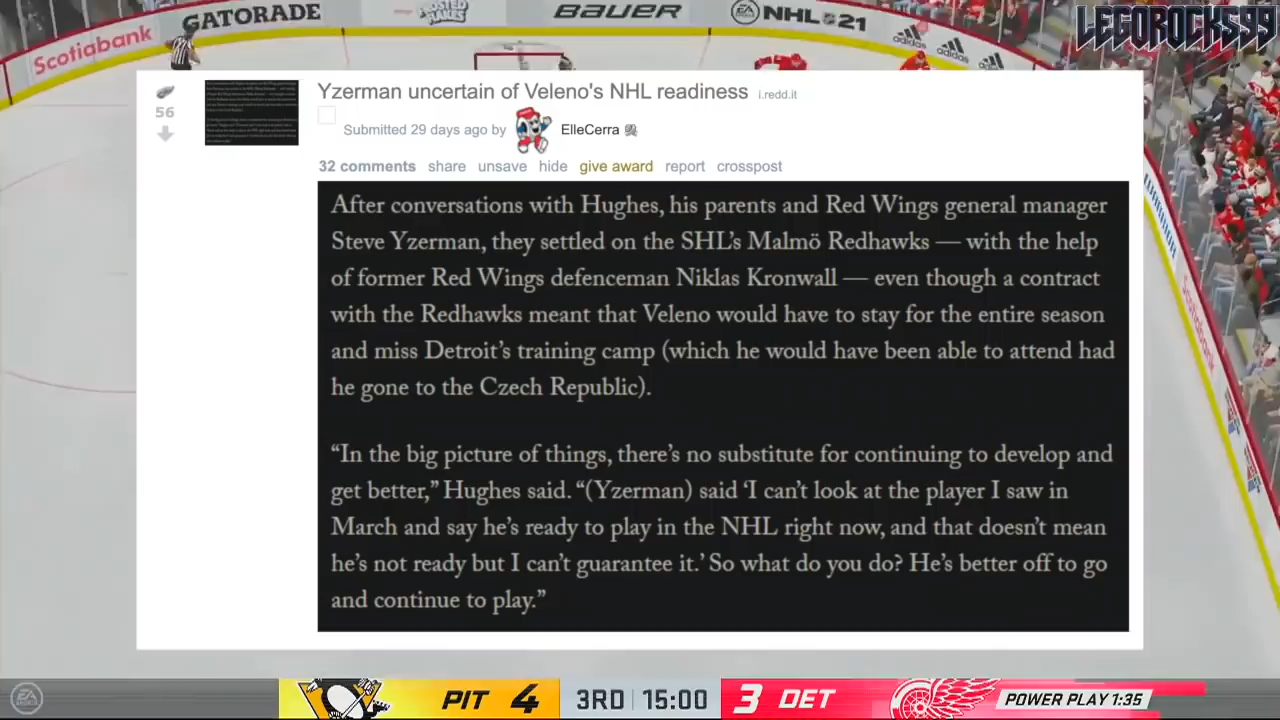 Scotiabank
GATORADE
FROSTED FLAKES
BAUER
EA SPORTS NHL 21
adidas
adidas
LEGOROCKS99
Yzerman uncertain of Veleno's NHL readiness i.redd.it
56
Submitted 29 days ago by ElleCerra
32 comments share unsave hide give award report crosspost
After conversations with Hughes, his parents and Red Wings general manager
Steve Yzerman, they settled on the SHL's Malmö Redhawks — with the help
of former Red Wings defenceman Niklas Kronwall — even though a contract
with the Redhawks meant that Veleno would have to stay for the entire season
and miss Detroit's training camp (which he would have been able to attend had
he gone to the Czech Republic).
“In the big picture of things, there's no substitute for continuing to develop and
get better,” Hughes said. “(Yzerman) said ‘I can't look at the player I saw in
March and say he's ready to play in the NHL right now, and that doesn't mean
he's not ready but I can't guarantee it.’ So what do you do? He's better off to go
and continue to play.”
EA
PIT 4 3RD 15:00 3 DET POWER PLAY 1:35